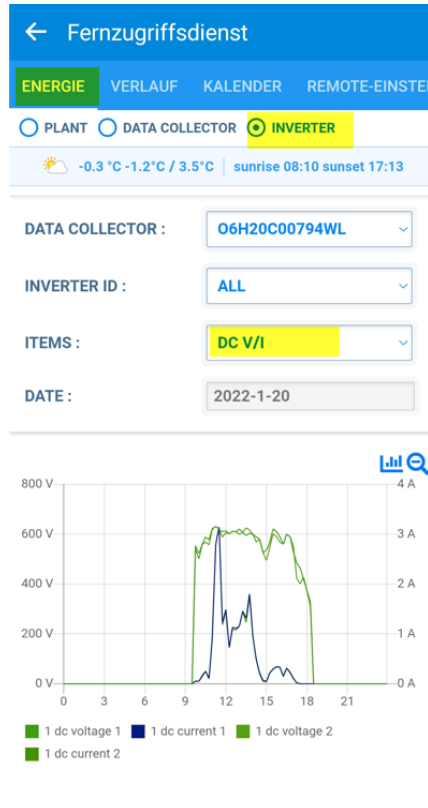 Fernzugriffsdienst
ENERGIE VERLAUF KALENDER REMOTE-EINSTE
PLANT DATA COLLECTOR INVERTER
-0.3 °C -1.2°C / 3.5°C | sunrise 08:10 sunset 17:13
DATA COLLECTOR : O6H20C00794WL
INVERTER ID : ALL
ITEMS : DC V/I
DATE : 2022-1-20
800 V 4 A
600 V 3 A
400 V 2 A
200 V 1 A
0 V 0 A
0 3 6 9 12 15 18 21
1 dc voltage 1 1 dc current 1 1 dc voltage 2
1 dc current 2